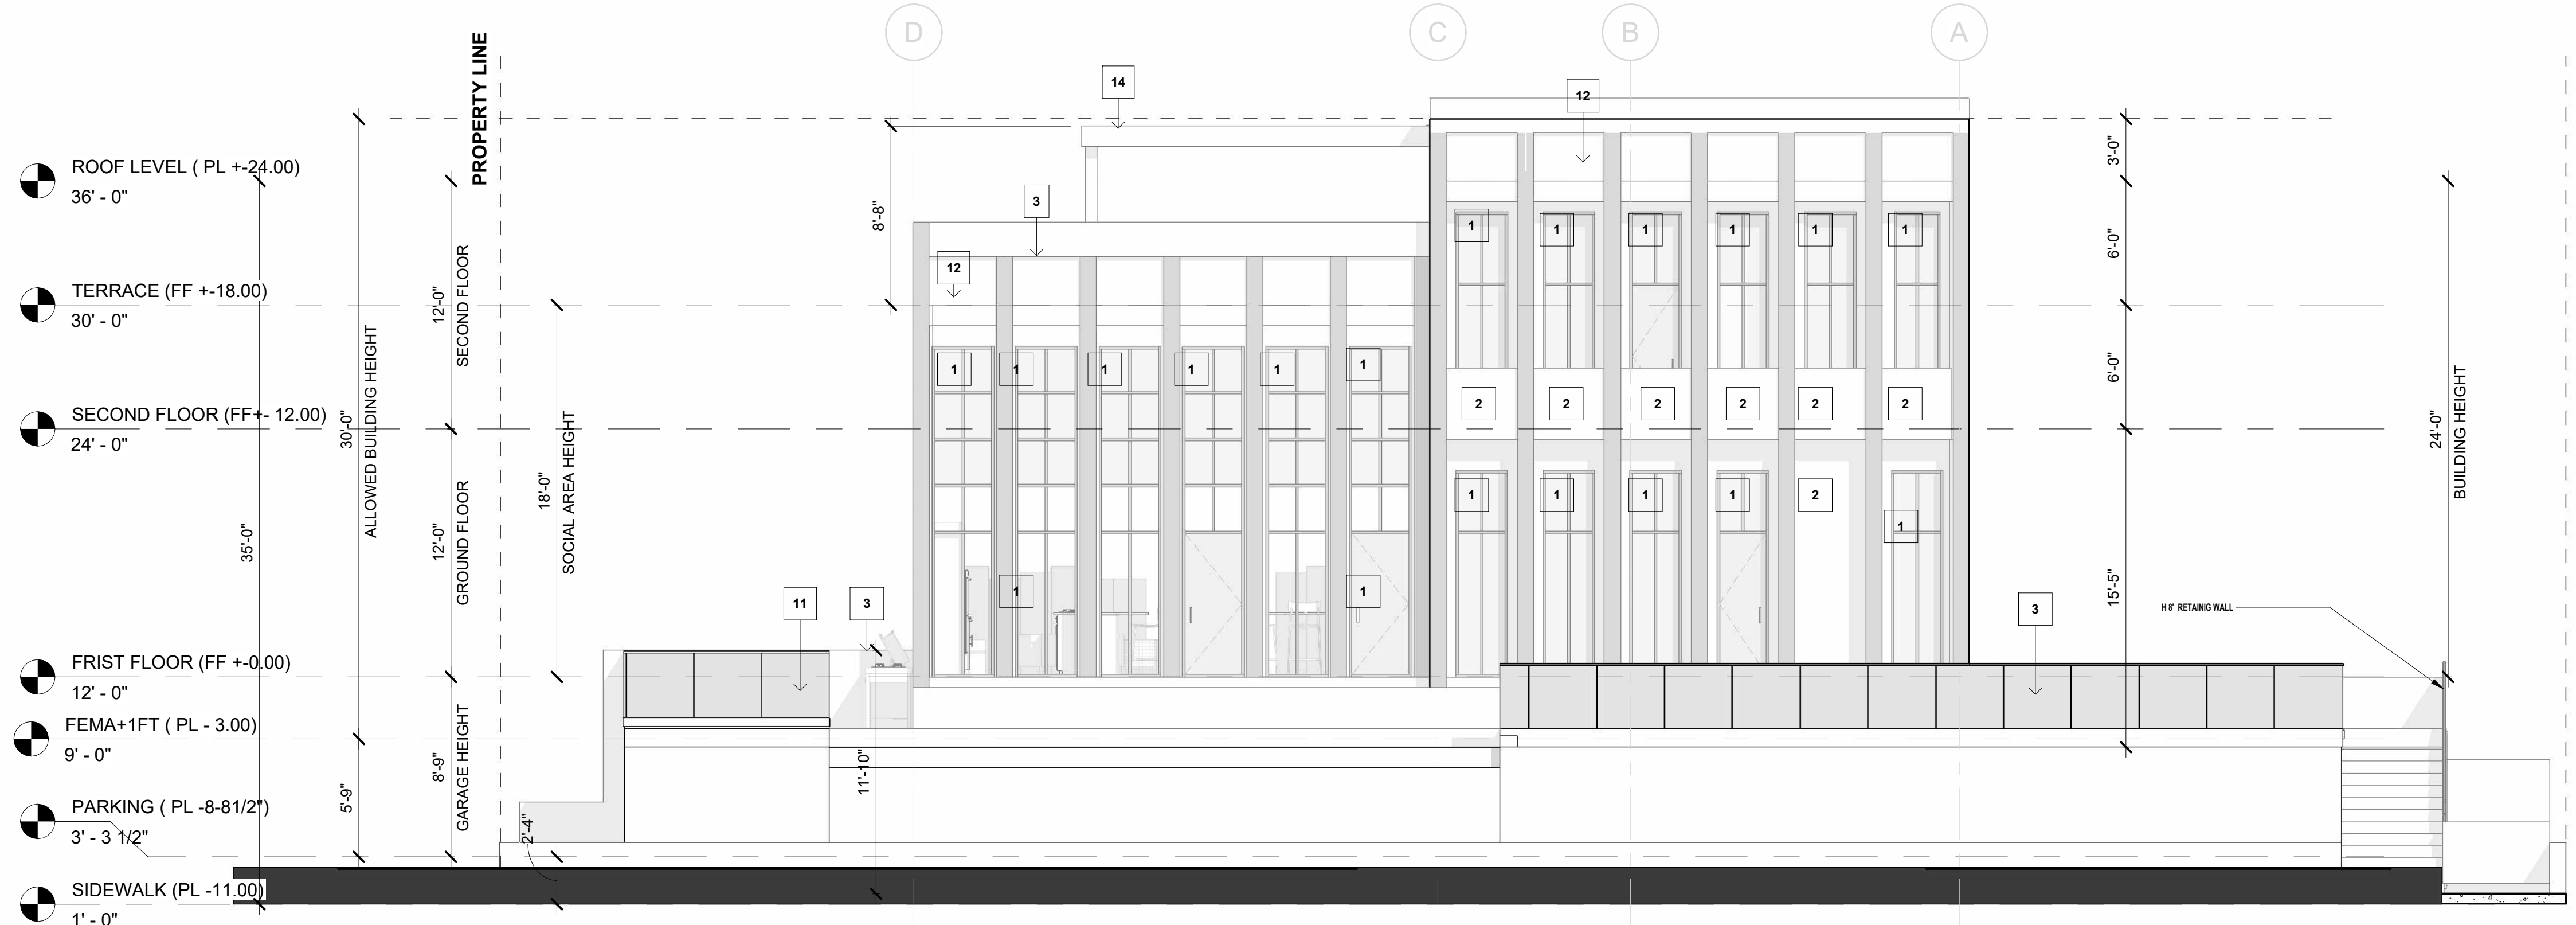 D
C
B
A
PROPERTY LINE
14
12
ROOF LEVEL ( PL +-24.00)
36' - 0"
3
8'-8"
3'-0"
12
1
1
1
1
1
1
6'-0"
TERRACE (FF +-18.00)
30' - 0"
12'-0"
SECOND FLOOR
1
1
1
1
1
1
6'-0"
2
2
2
2
2
2
SECOND FLOOR (FF+- 12.00)
24' - 0"
30'-0"
ALLOWED BUILDING HEIGHT
24'-0"
BUILDING HEIGHT
35'-0"
12'-0"
GROUND FLOOR
18'-0"
SOCIAL AREA HEIGHT
1
1
1
1
2
1
1
1
15'-5"
11
3
3
H 8' RETAINIG WALL
FRIST FLOOR (FF +-0.00)
12' - 0"
FEMA+1FT ( PL - 3.00)
9' - 0"
5'-9"
8'-9"
GARAGE HEIGHT
11'-10"
PARKING ( PL -8-81/2")
3' - 3 1/2"
2'-4"
SIDEWALK (PL -11.00)
1' - 0"